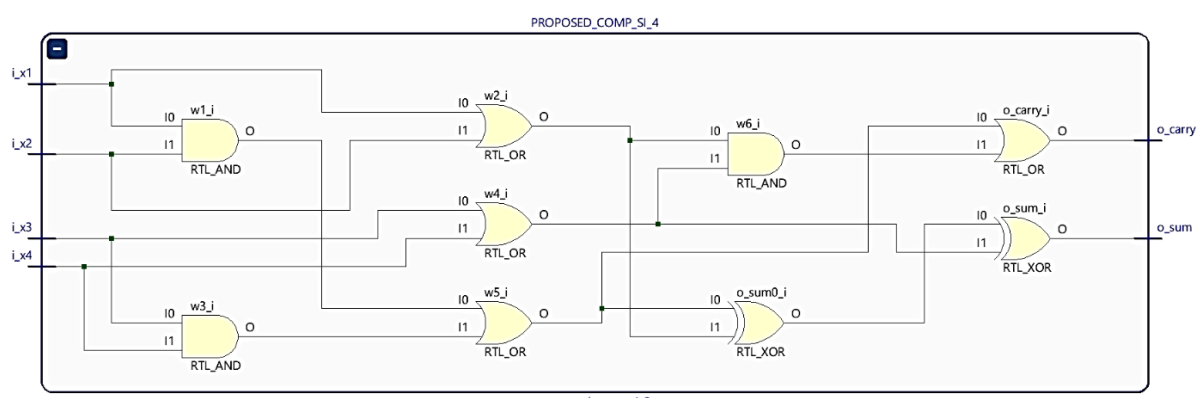 PROPOSED_COMP_SI_4
i_x1
i_x2
i_x3
i_x4
w1_i
I0
I1
O
RTL_AND
w3_i
I0
I1
O
RTL_AND
w2_i
I0
I1
O
RTL_OR
w4_i
I0
I1
O
RTL_OR
w5_i
I0
I1
O
RTL_OR
w6_i
I0
I1
O
RTL_AND
o_sum0_i
I0
I1
O
RTL_XOR
o_carry_i
I0
I1
O
RTL_OR
o_sum_i
I0
I1
O
RTL_XOR
o_carry
o_sum